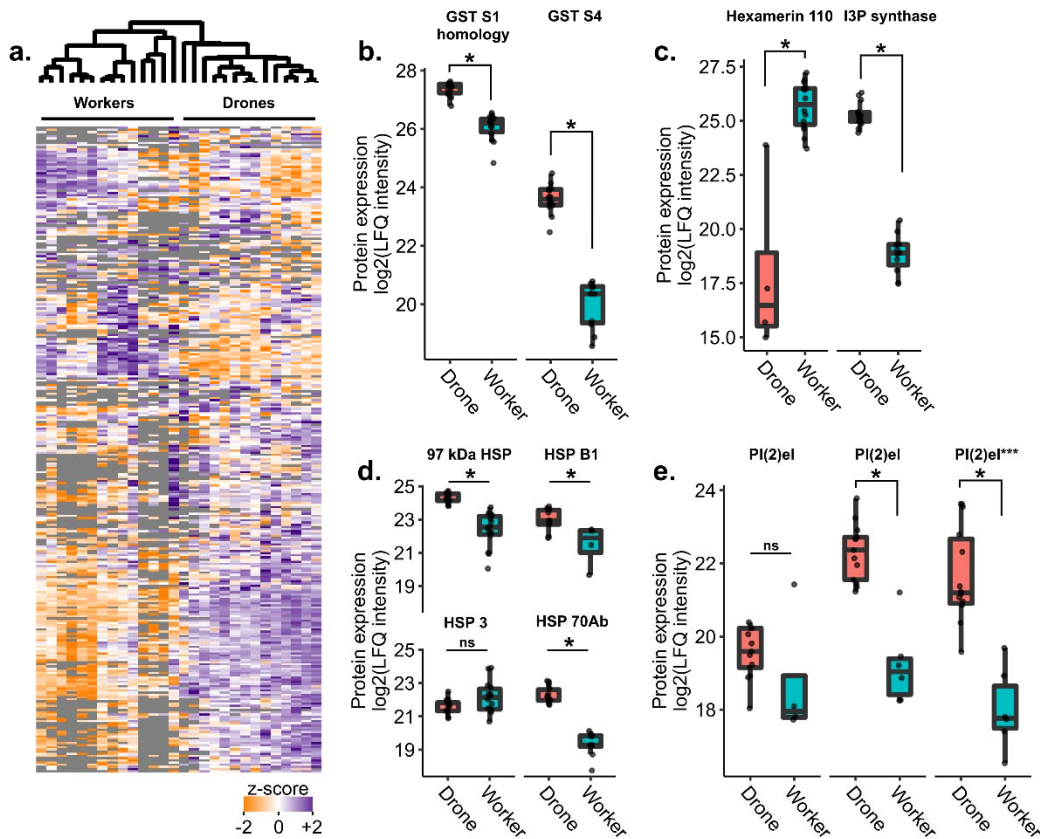 a.
Workers
Drones
z-score
-2 0 +2
b.
GST S1
homology
GST S4
*
*
Protein expression
log2(LFQ intensity)
28
26
24
22
20
Drone
Worker
Drone
Worker
c.
Hexamerin 110
I3P synthase
*
*
Protein expression
log2(LFQ intensity)
27.5
25.0
22.5
20.0
17.5
15.0
Drone
Worker
Drone
Worker
d.
97 kDa HSP
HSP B1
*
*
25
23
21
19
HSP 3
HSP 70Ab
ns
*
Protein expression
log2(LFQ intensity)
25
23
21
19
Drone
Worker
Drone
Worker
e.
Pl(2)el
Pl(2)el
Pl(2)el***
ns
*
*
Protein expression
log2(LFQ intensity)
24
22
20
18
Drone
Worker
Drone
Worker
Drone
Worker